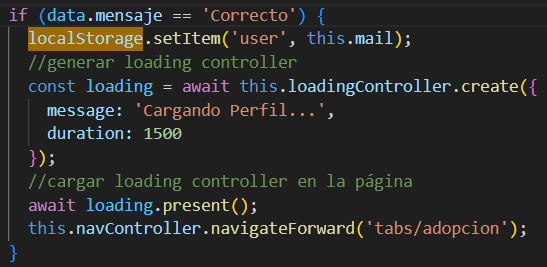 if (data.mensaje == 'Correcto') {
localStorage.setItem('user', this.mail);
//generar loading controller
const loading = await this.loadingController.create({
message: 'Cargando Perfil...',
duration: 1500
});
//cargar loading controller en la página
await loading.present();
this.navController.navigateForward('tabs/adopcion');
}